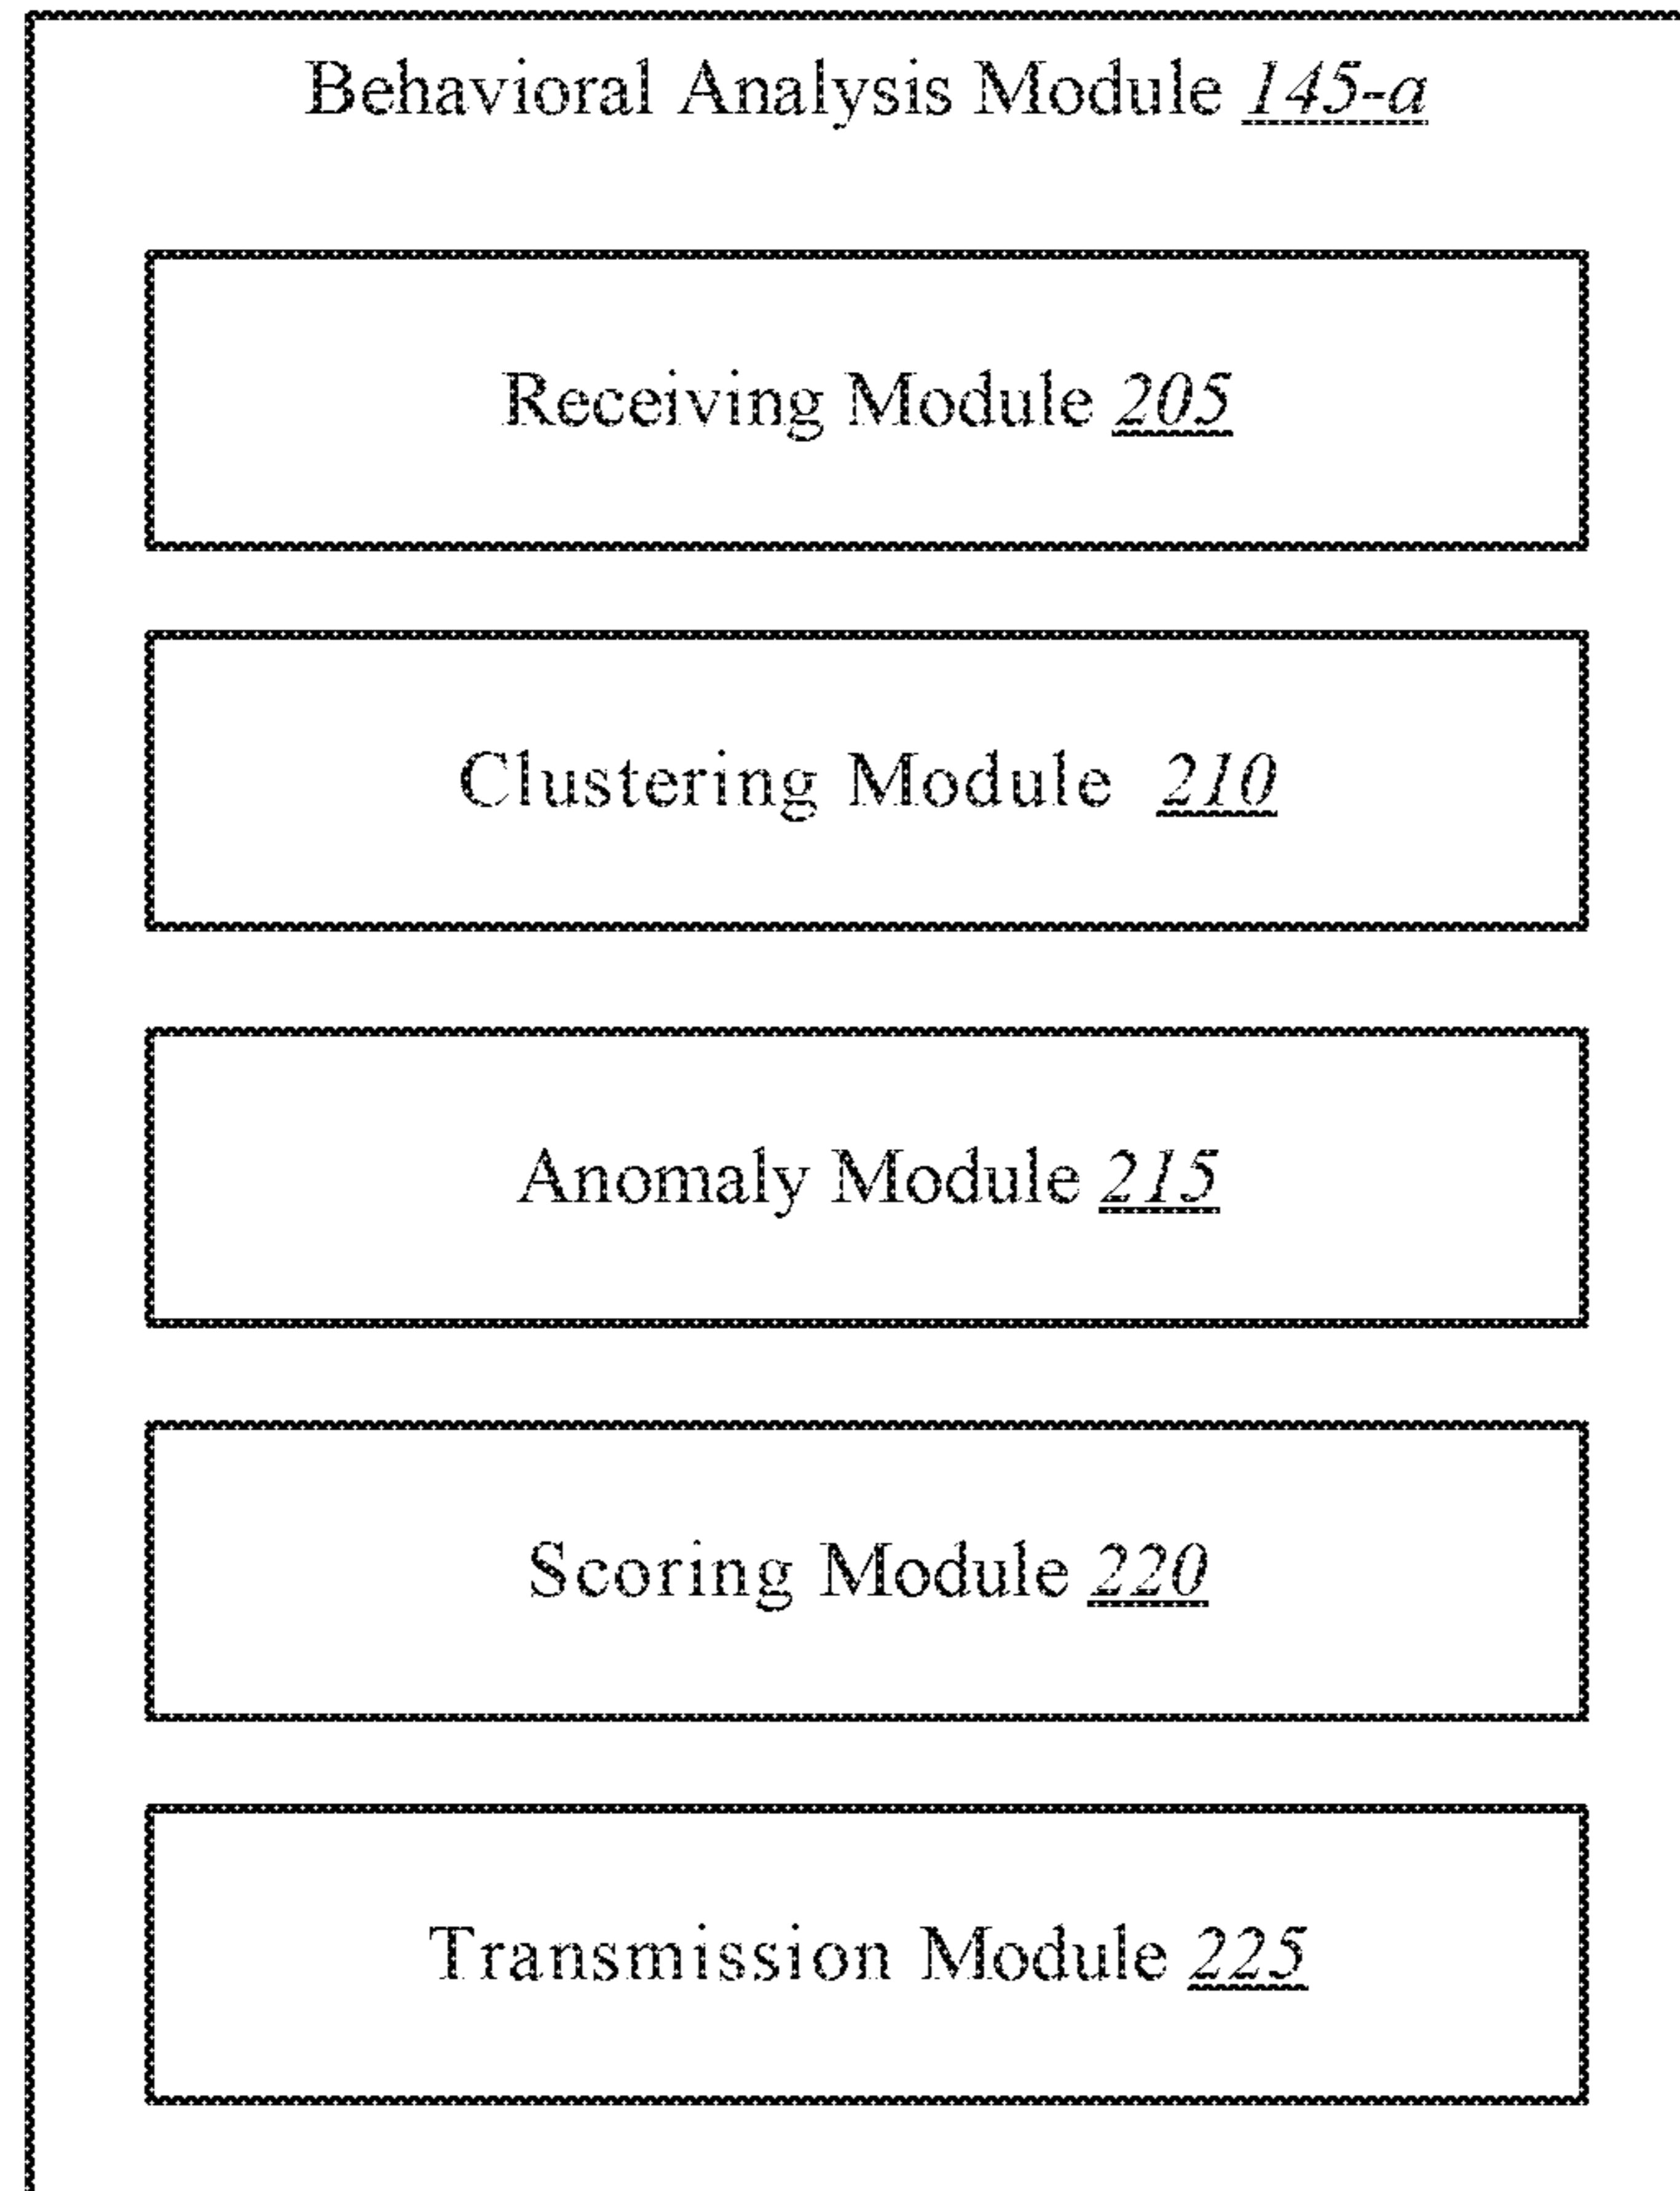 Behavioral Analysis Module 145-a
Receiving Module 205
Clustering Module 210
Anomaly Module 215
Scoring Module 220
Transmission Module 225